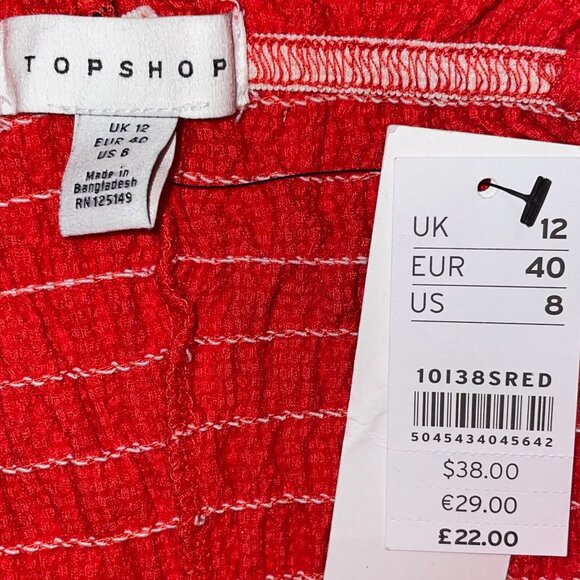 TOPSHOP
UK 12
EUR 40
US 8
Made in
Bangladesh
RN125149
UK 12
EUR 40
US 8
10I38SRED
5045434045642
$38.00
€29.00
£22.00